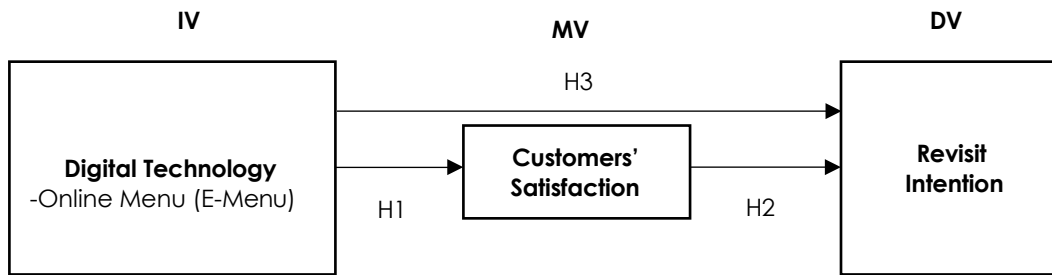 IV
MV
DV
H3
Digital Technology
-Online Menu (E-Menu)
Customers’
Satisfaction
Revisit
Intention
H1
H2